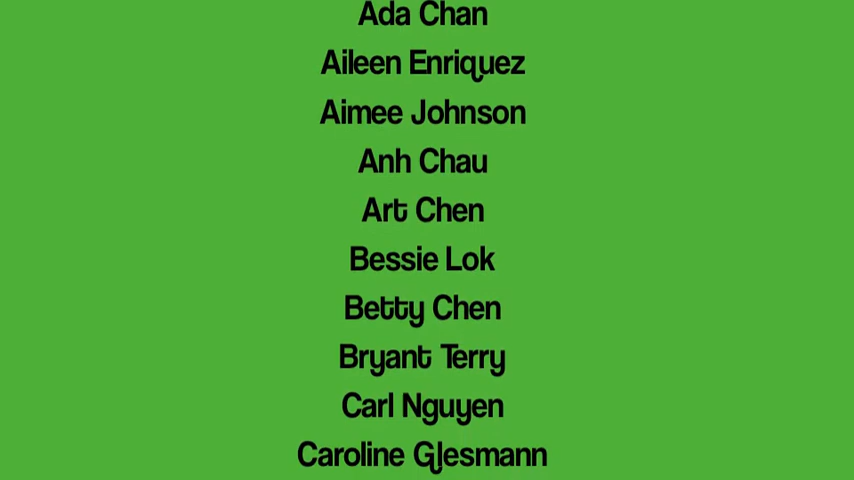 Ada Chan
Aileen Enriquez
Aimee Johnson
Anh Chau
Art Chen
Bessie Lok
Betty Chen
Bryant Terry
Carl Nguyen
Caroline Glesmann